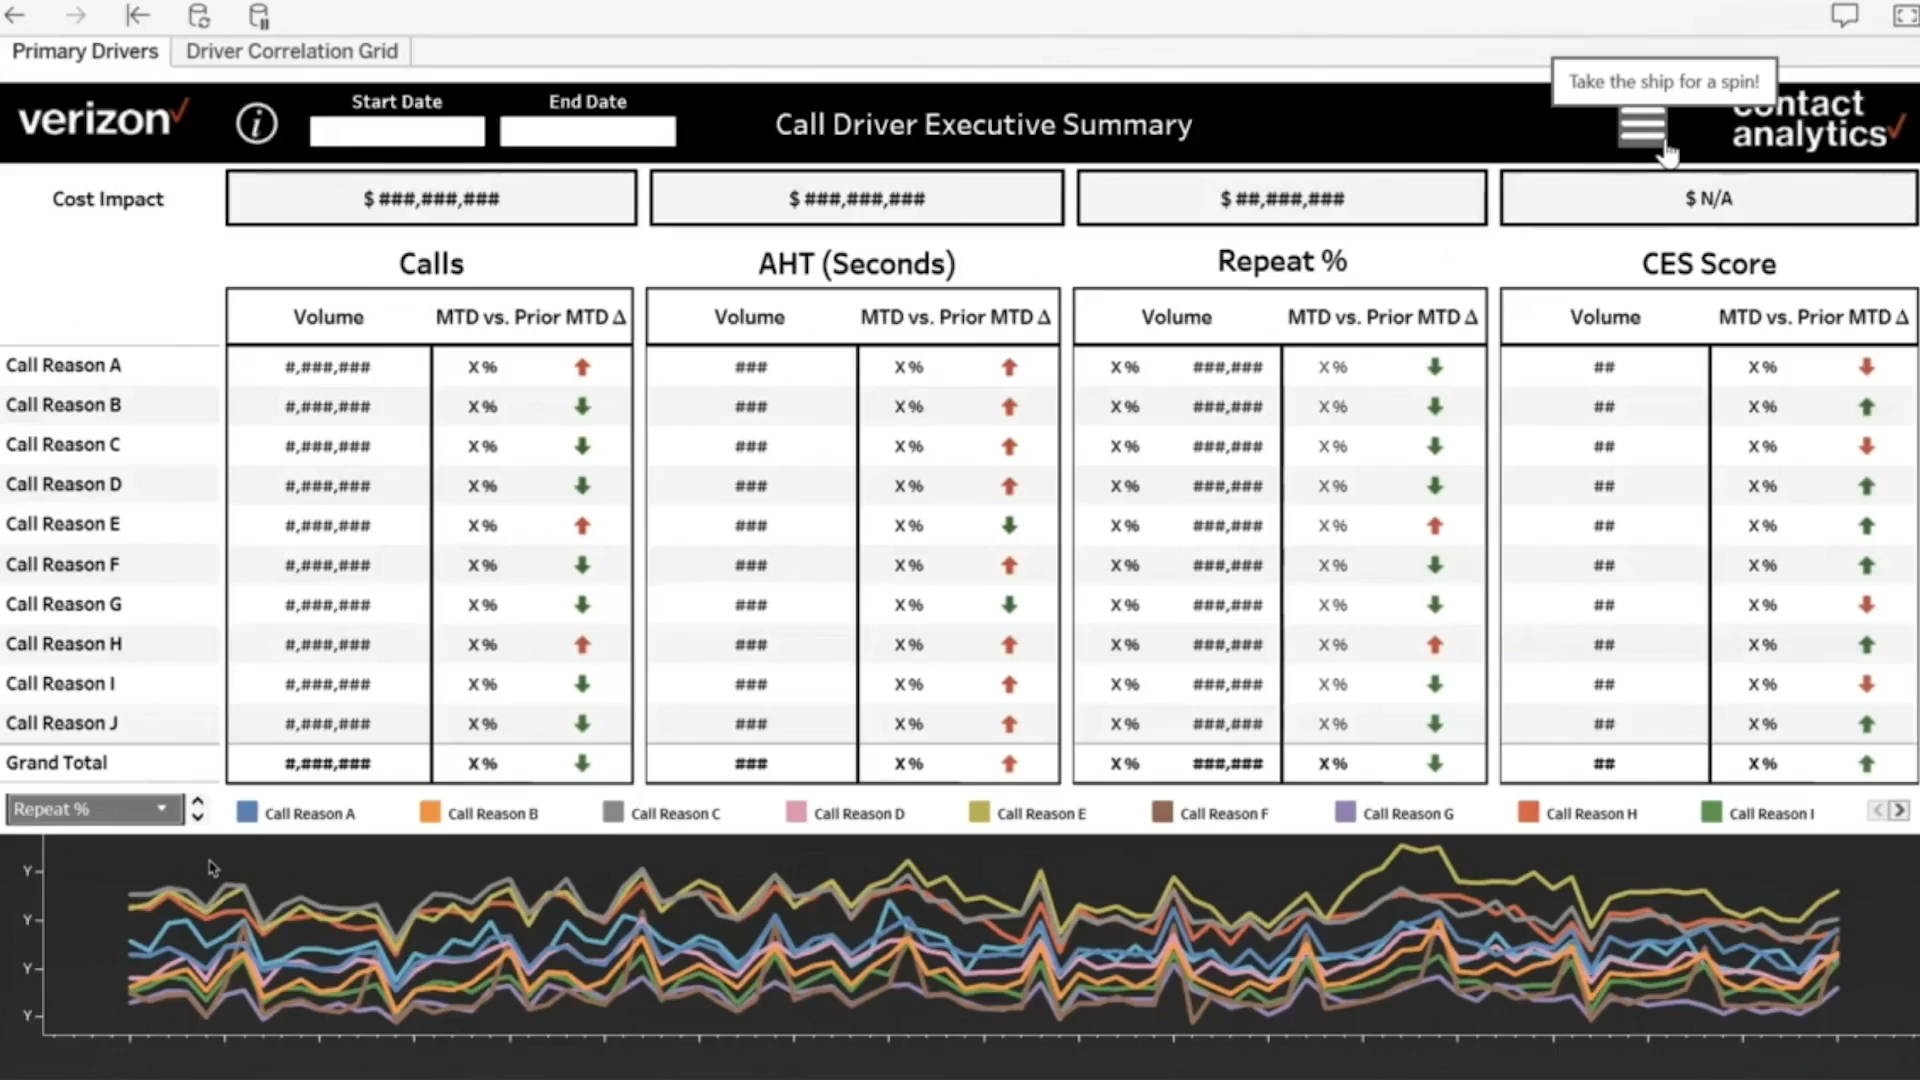 Primary Drivers Driver Correlation Grid
Take the ship for a spin!
verizon✓ i Start Date End Date Call Driver Executive Summary contact analytics✓
Cost Impact $ ###,###,### $ ###,###,### $ ##,###,### $ N/A
Calls AHT (Seconds) Repeat % CES Score
Volume MTD vs. Prior MTD Δ Volume MTD vs. Prior MTD Δ Volume MTD vs. Prior MTD Δ Volume MTD vs. Prior MTD Δ
Call Reason A #,###,### X% ### X% X% ###,### X% ## X%
Call Reason B #,###,### X% ### X% X% ###,### X% ## X%
Call Reason C #,###,### X% ### X% X% ###,### X% ## X%
Call Reason D #,###,### X% ### X% X% ###,### X% ## X%
Call Reason E #,###,### X% ### X% X% ###,### X% ## X%
Call Reason F #,###,### X% ### X% X% ###,### X% ## X%
Call Reason G #,###,### X% ### X% X% ###,### X% ## X%
Call Reason H #,###,### X% ### X% X% ###,### X% ## X%
Call Reason I #,###,### X% ### X% X% ###,### X% ## X%
Call Reason J #,###,### X% ### X% X% ###,### X% ## X%
Grand Total #,###,### X% ### X% X% ###,### X% ## X%
Repeat % Call Reason A Call Reason B Call Reason C Call Reason D Call Reason E Call Reason F Call Reason G Call Reason H Call Reason I
Y
Y
Y
Y